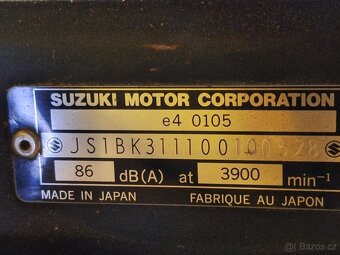 SUZUKI MOTOR CORPORATION
e4 0105
86 dB(A) at 3900 min⁻¹
MADE IN JAPAN FABRIQUE AU JAPON
Bazos.cz